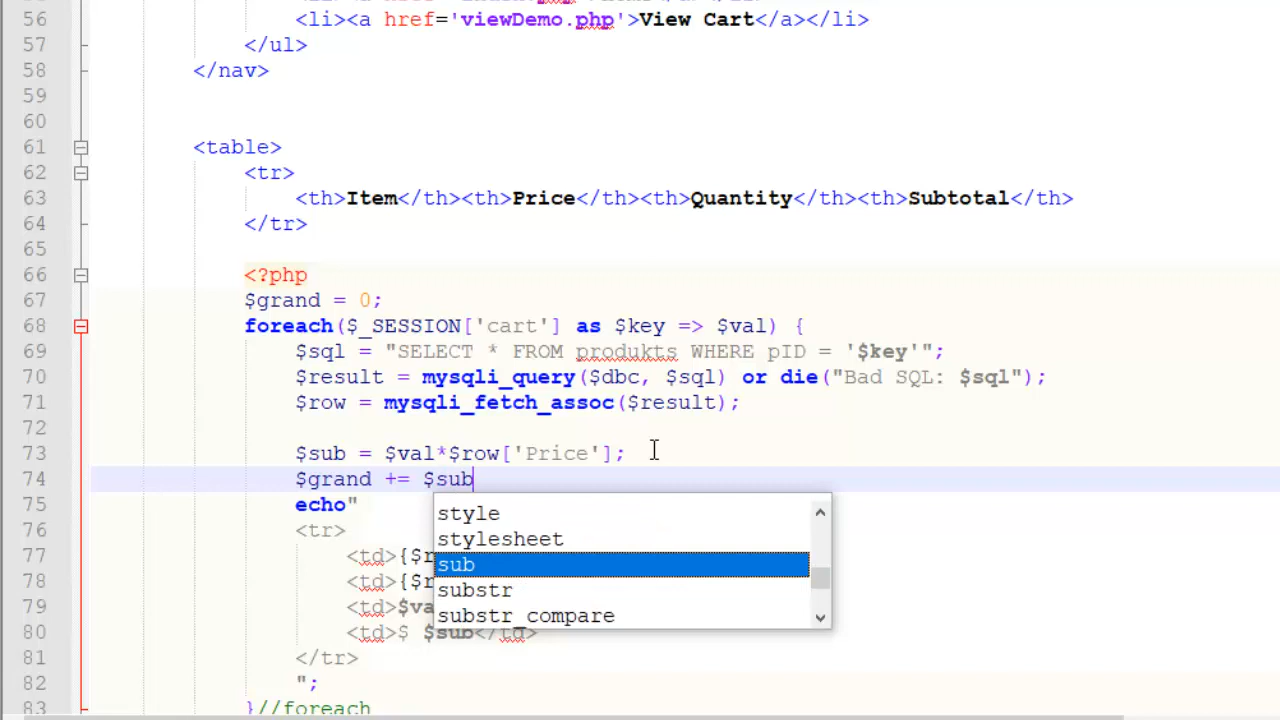 56 <li><a href='viewDemo.php'>View Cart</a></li>
57 </ul>
58 </nav>
59
60
61 <table>
62 <tr>
63 <th>Item</th><th>Price</th><th>Quantity</th><th>Subtotal</th>
64 </tr>
65
66 <?php
67 $grand = 0;
68 foreach($_SESSION['cart'] as $key => $val) {
69 $sql = "SELECT * FROM produkts WHERE pID = '$key'";
70 $result = mysqli_query($dbc, $sql) or die("Bad SQL: $sql");
71 $row = mysqli_fetch_assoc($result);
72
73 $sub = $val*$row['Price'];
74 $grand += $sub
75 echo"
76 <tr>
77 <td>{$r
78 <td>{$r
79 <td>$va
80 <td>$ $sub</td>
81 </tr>
82 ";
83 }//foreach
style
stylesheet
sub
substr
substr_compare